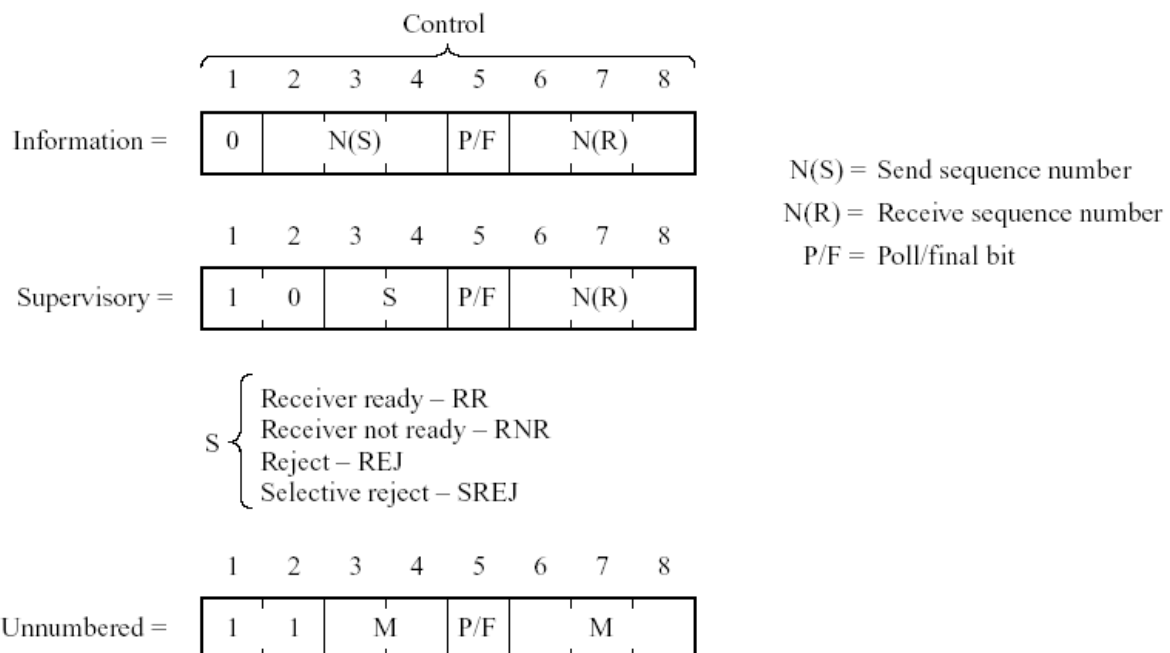 Control
1 2 3 4 5 6 7 8
Information = 0 N(S) P/F N(R)
N(S) = Send sequence number
N(R) = Receive sequence number
P/F = Poll/final bit
1 2 3 4 5 6 7 8
Supervisory = 1 0 S P/F N(R)
S
Receiver ready – RR
Receiver not ready – RNR
Reject – REJ
Selective reject – SREJ
1 2 3 4 5 6 7 8
Unnumbered = 1 1 M P/F M